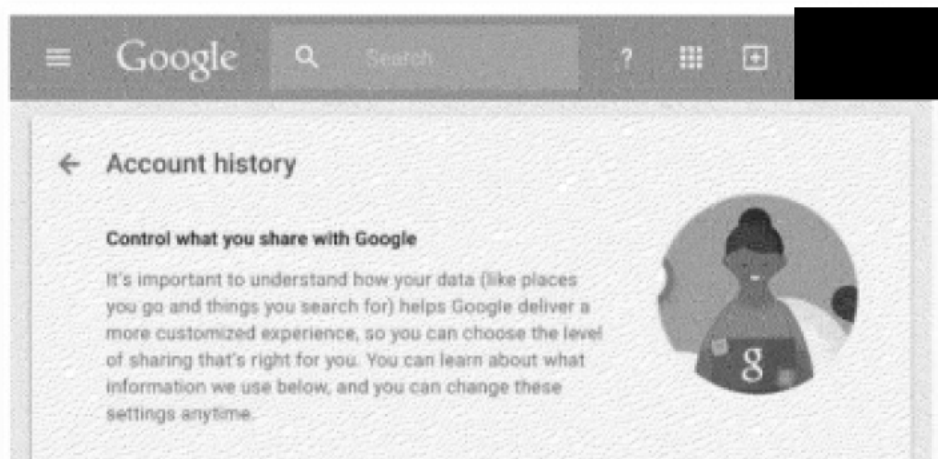 Google Search ?
Account history
Control what you share with Google
It's important to understand how your data (like places
you go and things you search for) helps Google deliver a
more customized experience, so you can choose the level
of sharing that's right for you. You can learn about what
information we use below, and you can change these
settings anytime.
g